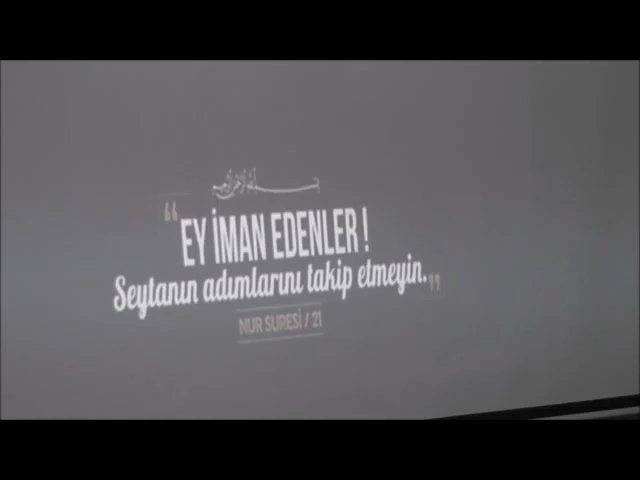 ﷽
“EY İMAN EDENLER !
Seytanın adımlarını takip etmeyin.”
NUR SURESİ / 21